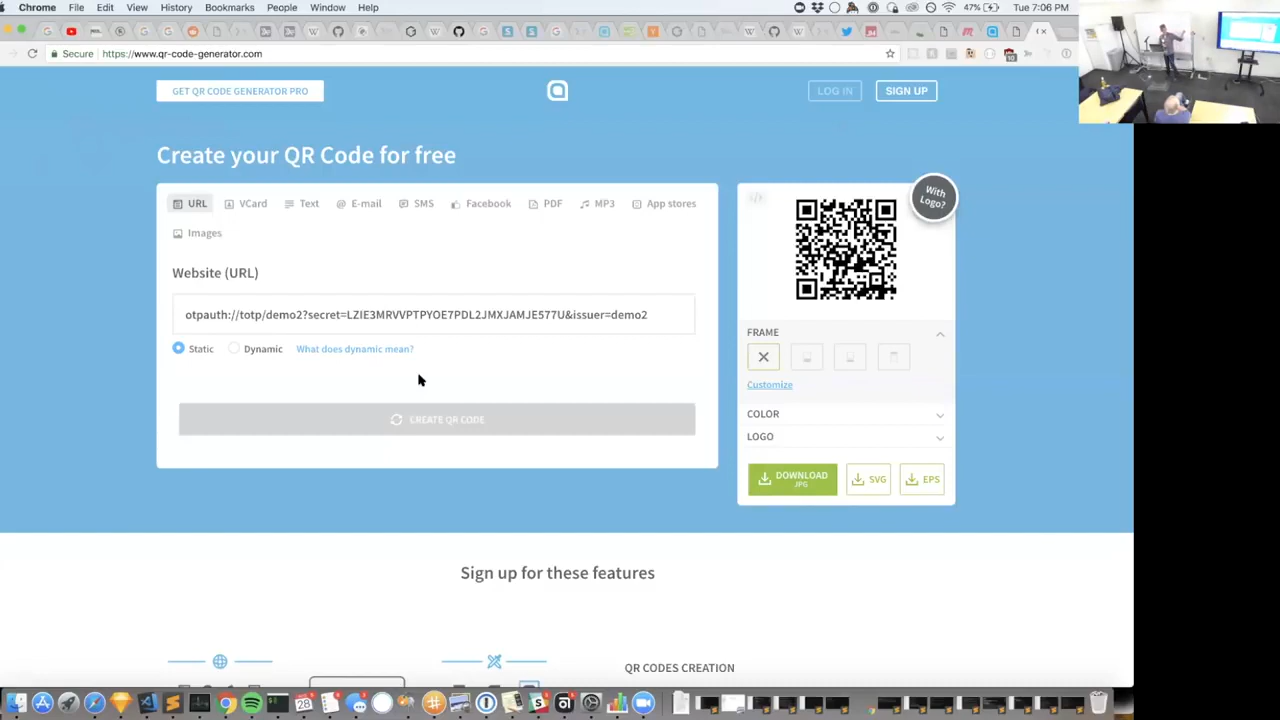 Chrome File Edit View History Bookmarks People Window Help 47% Tue 7:06 PM
Secure https://www.qr-code-generator.com
GET QR CODE GENERATOR PRO
LOG IN
SIGN UP
Create your QR Code for free
URL VCard Text E-mail SMS Facebook PDF MP3 App stores
Images
With Logo?
Website (URL)
otpauth://totp/demo2?secret=LZIE3MRVVPTPYOE7PDL2JMXJAMJE577U&issuer=demo2
Static Dynamic What does dynamic mean?
CREATE QR CODE
FRAME
Customize
COLOR
LOGO
DOWNLOAD
JPG
SVG
EPS
Sign up for these features
QR CODES CREATION